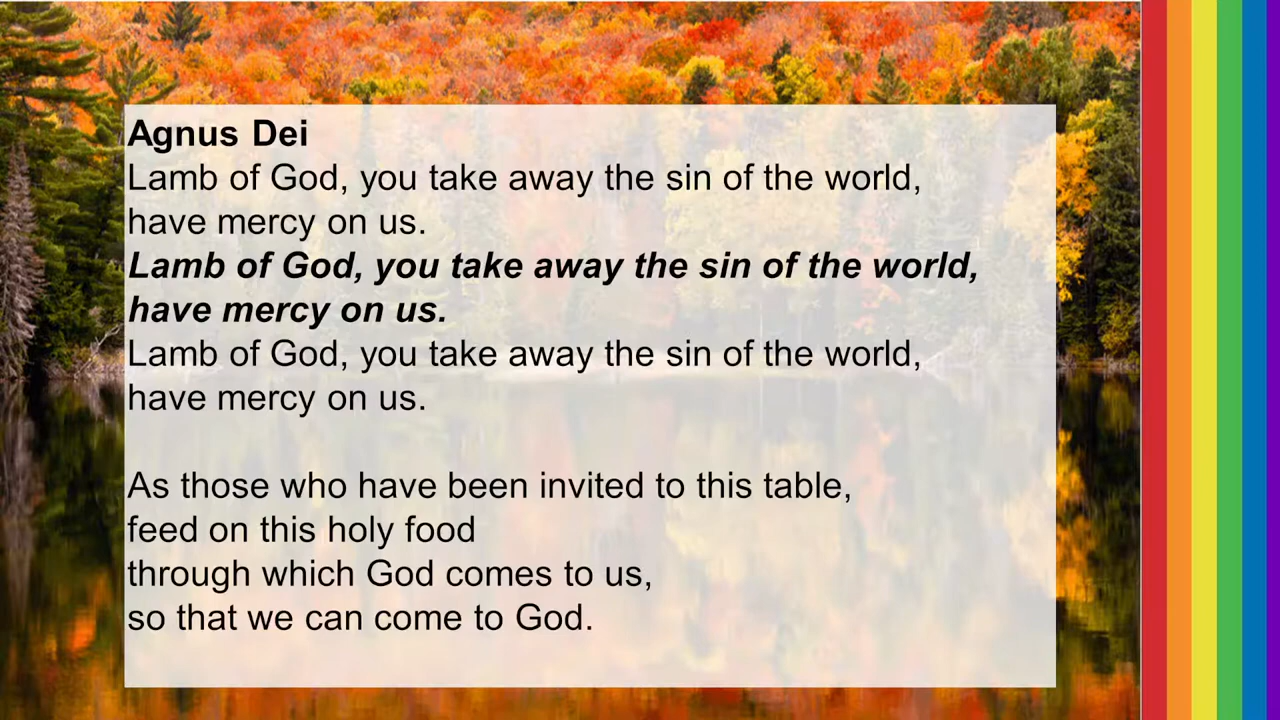 Agnus Dei
Lamb of God, you take away the sin of the world,
have mercy on us.
Lamb of God, you take away the sin of the world,
have mercy on us.
Lamb of God, you take away the sin of the world,
have mercy on us.
As those who have been invited to this table,
feed on this holy food
through which God comes to us,
so that we can come to God.